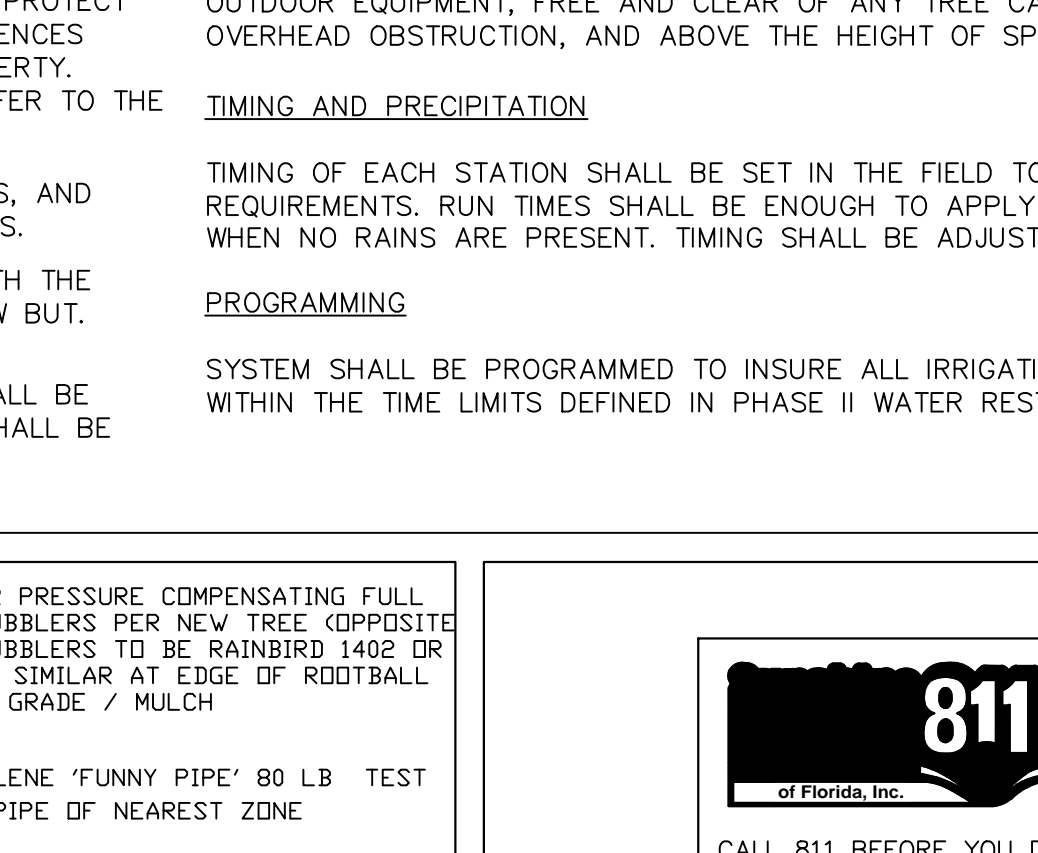 PROTECT
ENCES
ERTY.
FER TO THE
S, AND
S.
TH THE
W BUT.
ALL BE
HALL BE
OUTDOOR EQUIPMENT, FREE AND CLEAR OF ANY TREE CA
OVERHEAD OBSTRUCTION, AND ABOVE THE HEIGHT OF SP
TIMING AND PRECIPITATION
TIMING OF EACH STATION SHALL BE SET IN THE FIELD TO
REQUIREMENTS. RUN TIMES SHALL BE ENOUGH TO APPLY
WHEN NO RAINS ARE PRESENT. TIMING SHALL BE ADJUST
PROGRAMMING
SYSTEM SHALL BE PROGRAMMED TO INSURE ALL IRRIGATI
WITHIN THE TIME LIMITS DEFINED IN PHASE II WATER REST
R PRESSURE COMPENSATING FULL
UBBLERS PER NEW TREE (OPPOSITE
UBBLERS TO BE RAINBIRD 1402 OR
SIMILAR AT EDGE OF ROOTBALL
GRADE / MULCH
LENE 'FUNNY PIPE' 80 LB TEST
PIPE OF NEAREST ZONE
811
of Florida, Inc.
CALL 811 BEFORE YOU D